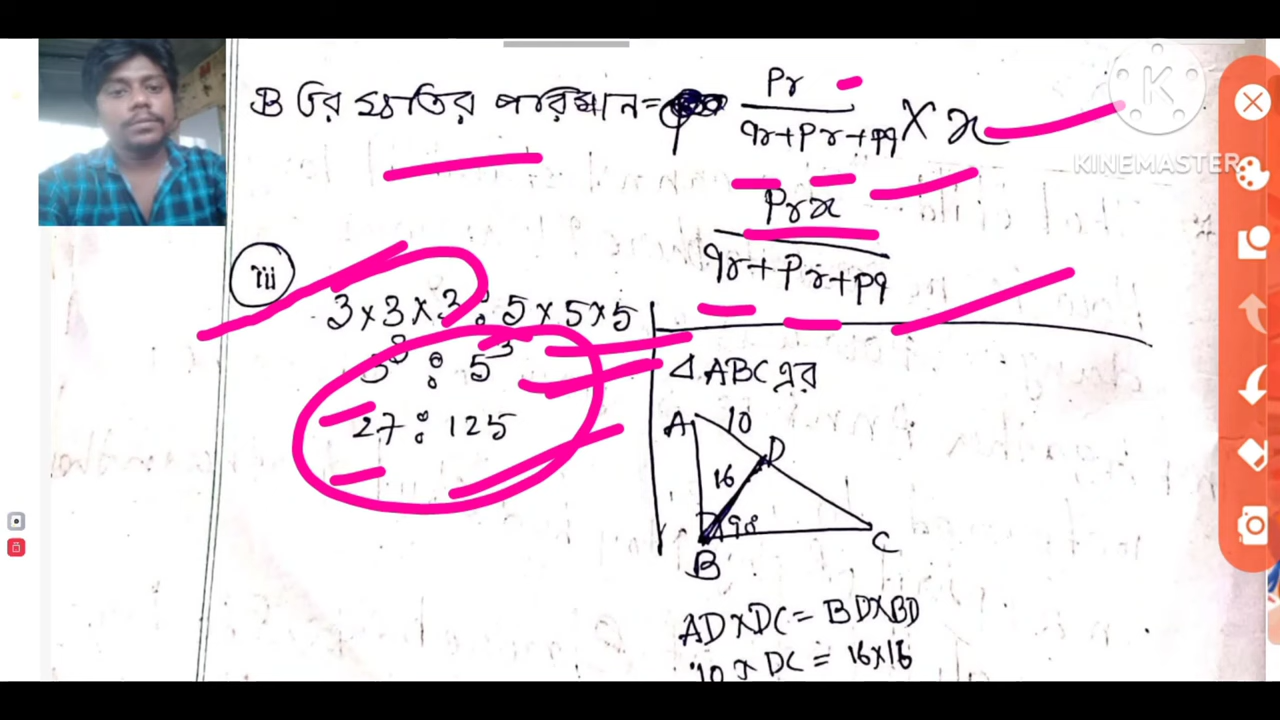 B এর ক্ষতির পরিমান = Pr / qr+Pr+pq × x
KINEMASTER
Prx / qr+Pr+pq
iii
3×3×3 : 5×5×5
3³ : 5³
27 : 125
△ABC এর
A 10 D
16
90°
B C
AD×DC = BD×BD
10 × DC = 16×16